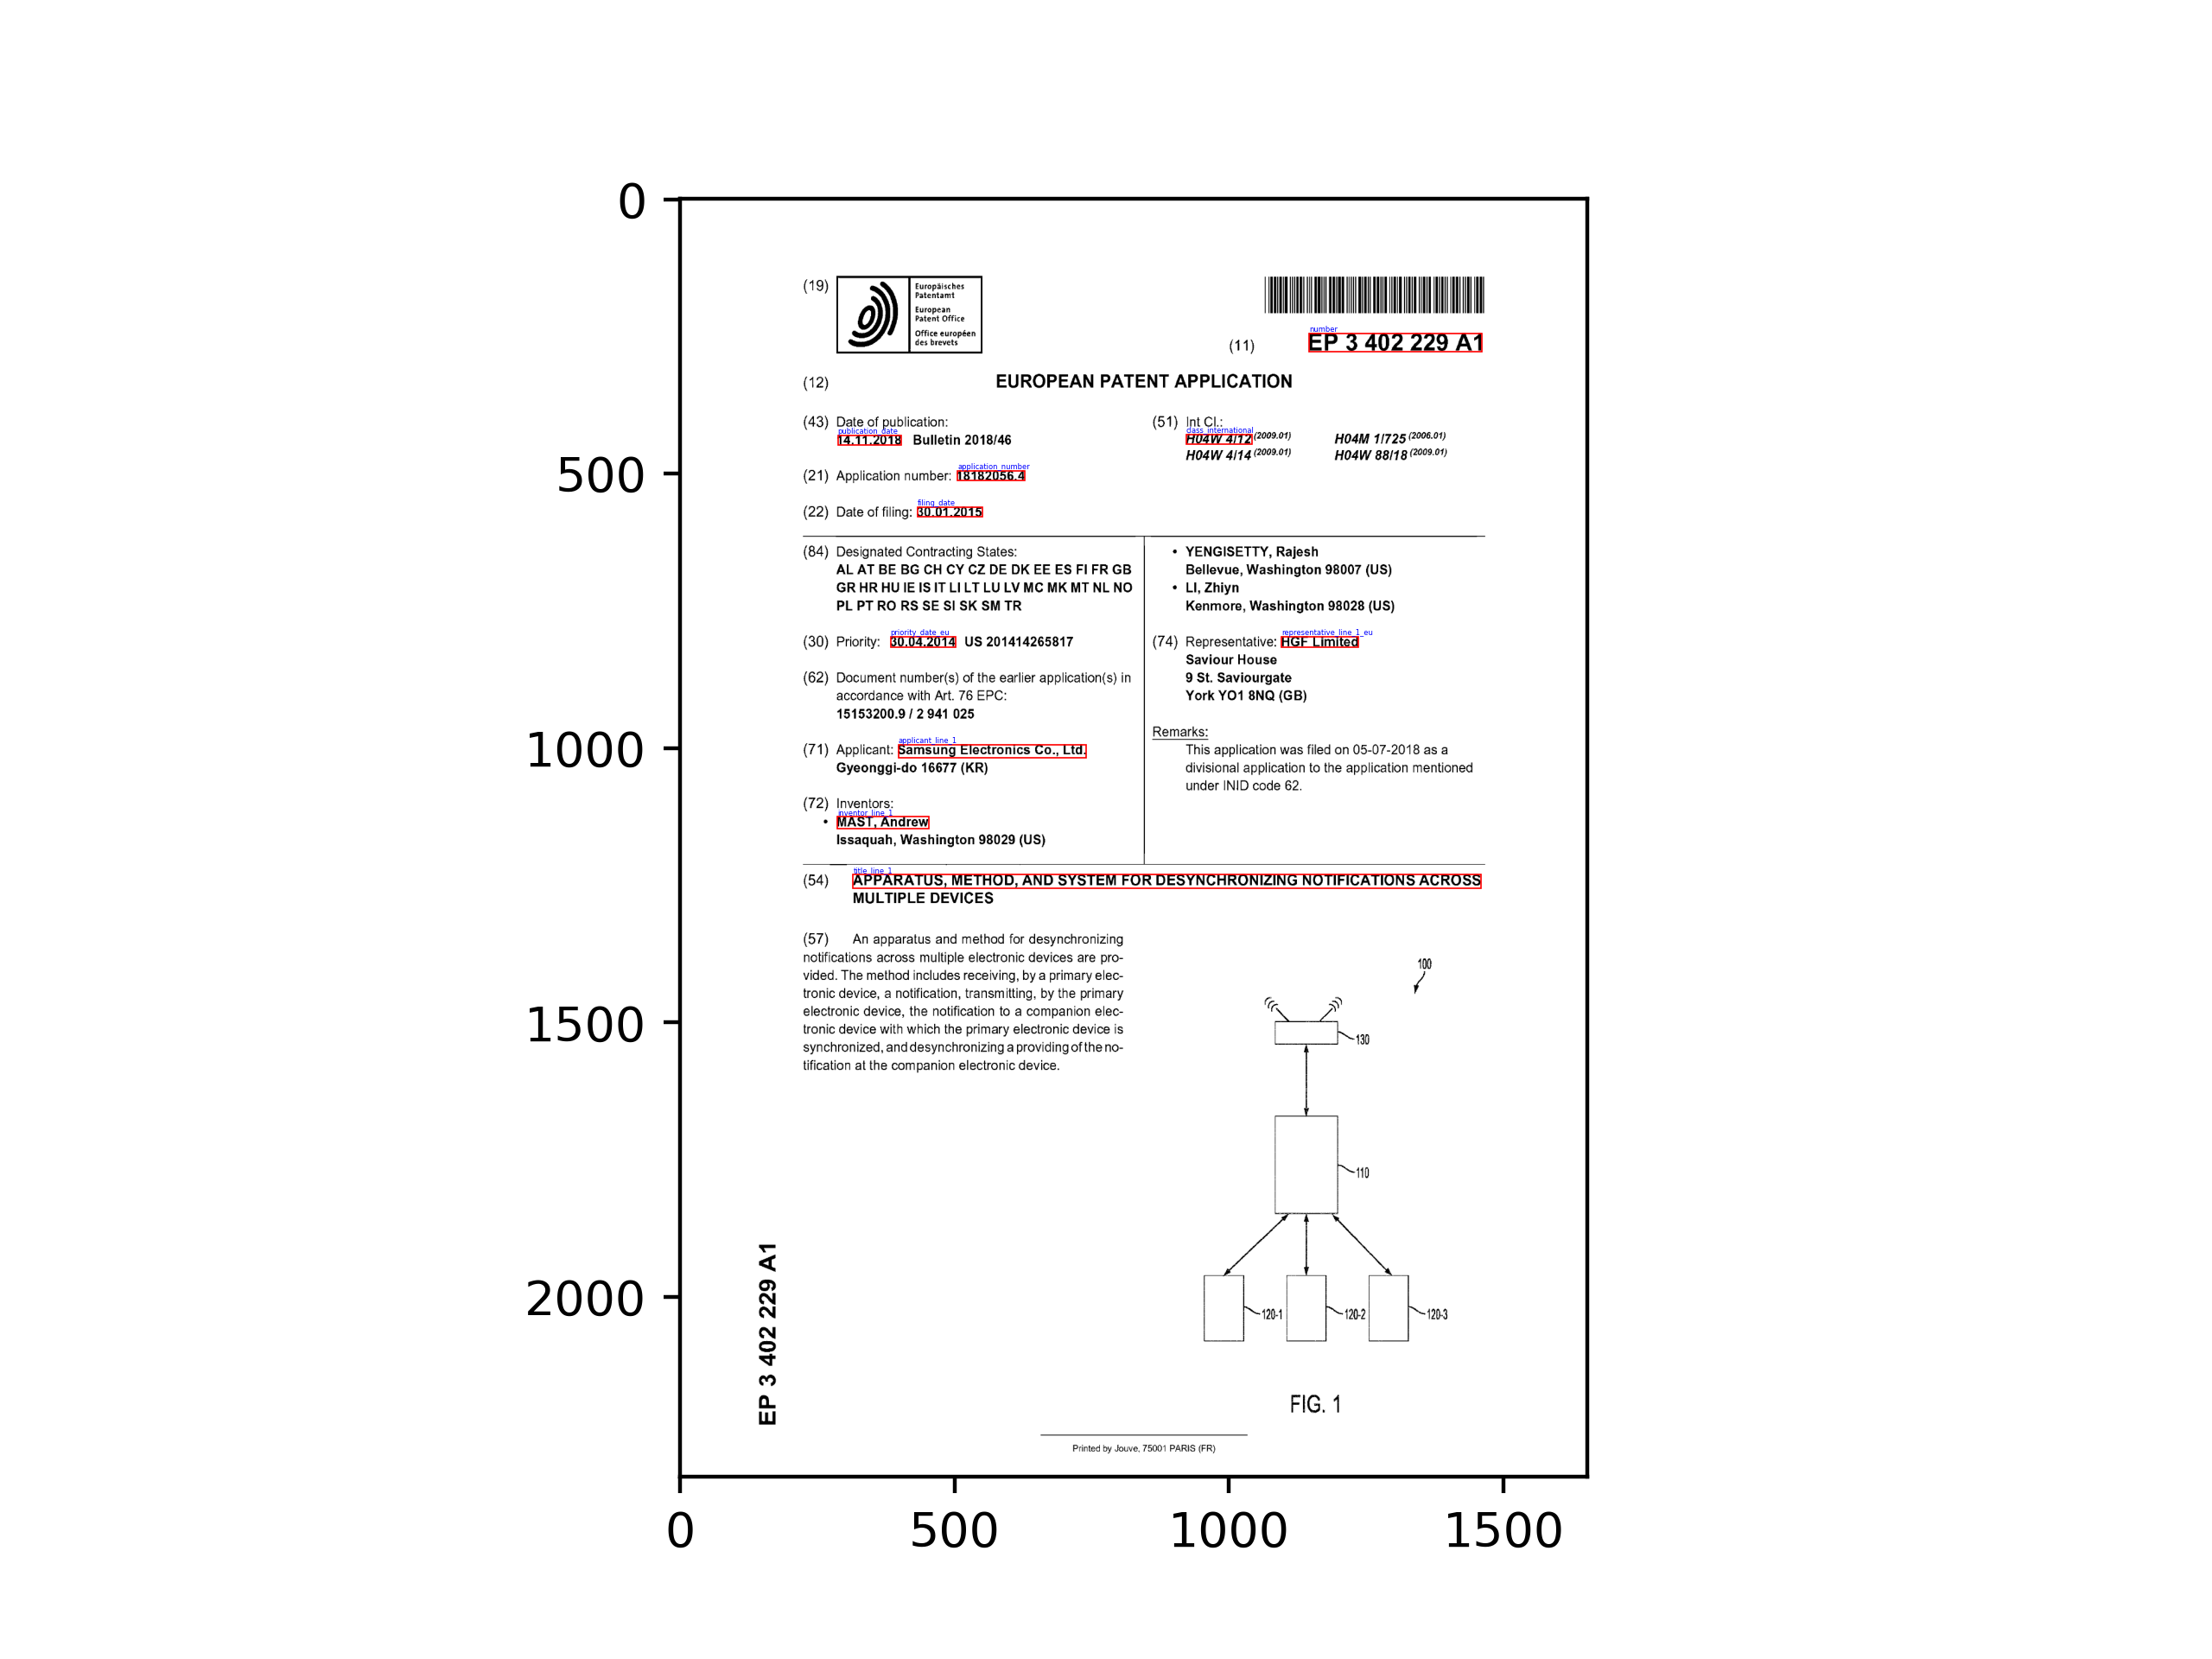 0
500
1000
1500
2000
0
500
1000
1500
(19)
Europäisches
Patentamt
European
Patent Office
Office européen
des brevets
number
(11) EP 3 402 229 A1
(12) EUROPEAN PATENT APPLICATION
(43) Date of publication:
publication_date
14.11.2018 Bulletin 2018/46
(21) Application number: 18182056.4
application_number
(22) Date of filing: 30.01.2015
filing_date
(51) Int Cl.:
class_international
H04W 4/12 (2009.01) H04M 1/725 (2006.01)
H04W 4/14 (2009.01) H04W 88/18 (2009.01)
(84) Designated Contracting States:
AL AT BE BG CH CY CZ DE DK EE ES FI FR GB
GR HR HU IE IS IT LI LT LU LV MC MK MT NL NO
PL PT RO RS SE SI SK SM TR
priority_date_eu
(30) Priority: 30.04.2014 US 201414265817
(62) Document number(s) of the earlier application(s) in
accordance with Art. 76 EPC:
15153200.9 / 2 941 025
applicant_line_1
(71) Applicant: Samsung Electronics Co., Ltd.
Gyeonggi-do 16677 (KR)
(72) Inventors:
inventor_line_1
• MAST, Andrew
Issaquah, Washington 98029 (US)
• YENGISETTY, Rajesh
Bellevue, Washington 98007 (US)
• LI, Zhiyn
Kenmore, Washington 98028 (US)
representative_line_1_eu
(74) Representative: HGF Limited
Saviour House
9 St. Saviourgate
York YO1 8NQ (GB)
Remarks:
This application was filed on 05-07-2018 as a
divisional application to the application mentioned
under INID code 62.
title_line_1
(54) APPARATUS, METHOD, AND SYSTEM FOR DESYNCHRONIZING NOTIFICATIONS ACROSS
MULTIPLE DEVICES
(57) An apparatus and method for desynchronizing
notifications across multiple electronic devices are pro-
vided. The method includes receiving, by a primary elec-
tronic device, a notification, transmitting, by the primary
electronic device, the notification to a companion elec-
tronic device with which the primary electronic device is
synchronized, and desynchronizing a providing of the no-
tification at the companion electronic device.
100
130
110
120-1
120-2
120-3
FIG. 1
EP 3 402 229 A1
Printed by Jouve, 75001 PARIS (FR)